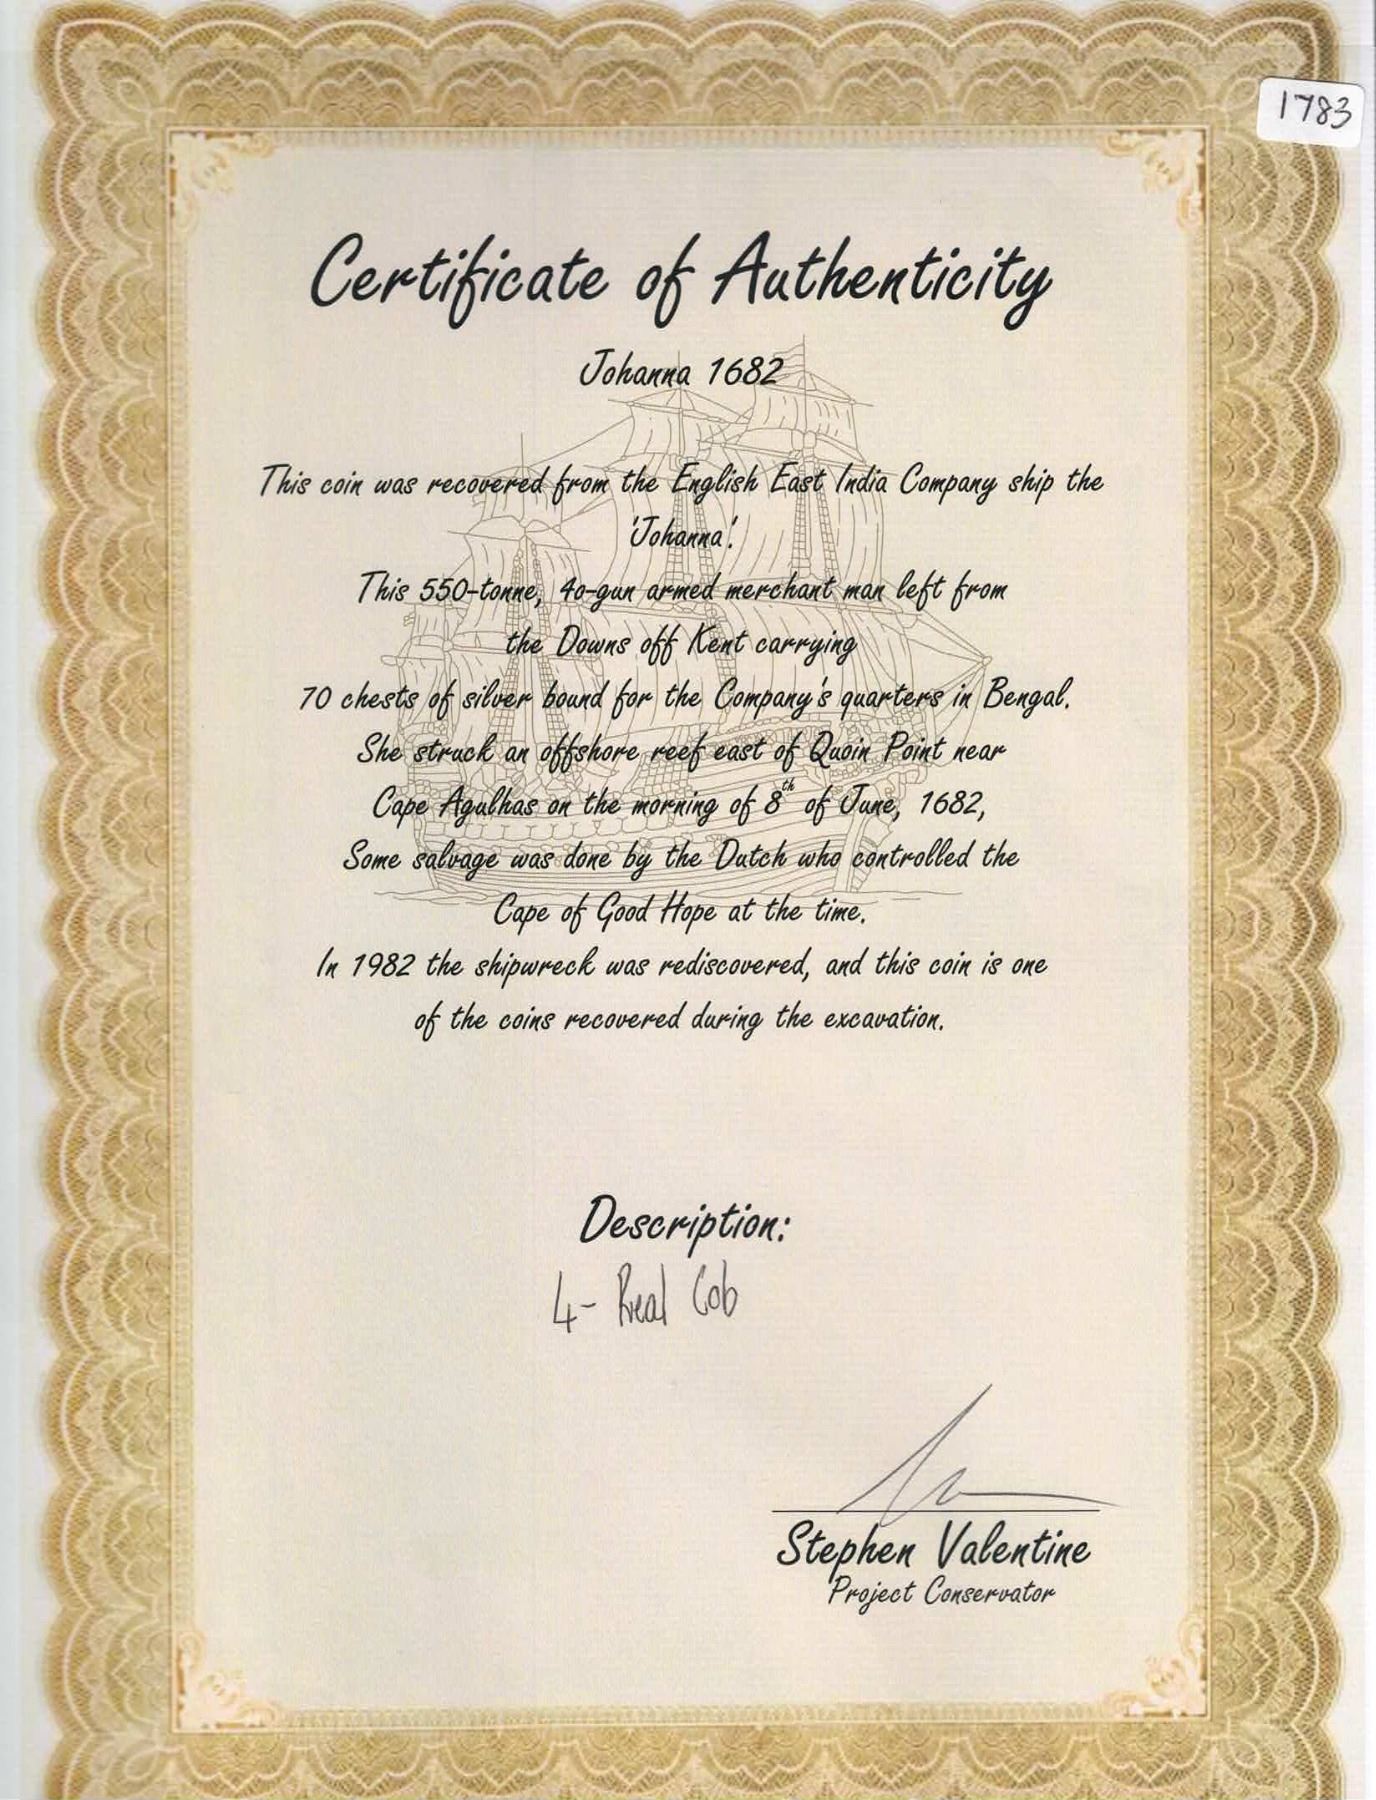 1783
Certificate of Authenticity
Johanna 1682
This coin was recovered from the English East India Company ship the
'Johanna'.
This 550-tonne, 40-gun armed merchant man left from
the Downs off Kent carrying
70 chests of silver bound for the Company's quarters in Bengal.
She struck an offshore reef east of Quoin Point near
Cape Agulhas on the morning of 8th of June, 1682,
Some salvage was done by the Dutch who controlled the
Cape of Good Hope at the time.
In 1982 the shipwreck was rediscovered, and this coin is one
of the coins recovered during the excavation.
Description:
4- Real Cob
Stephen Valentine
Project Conservator